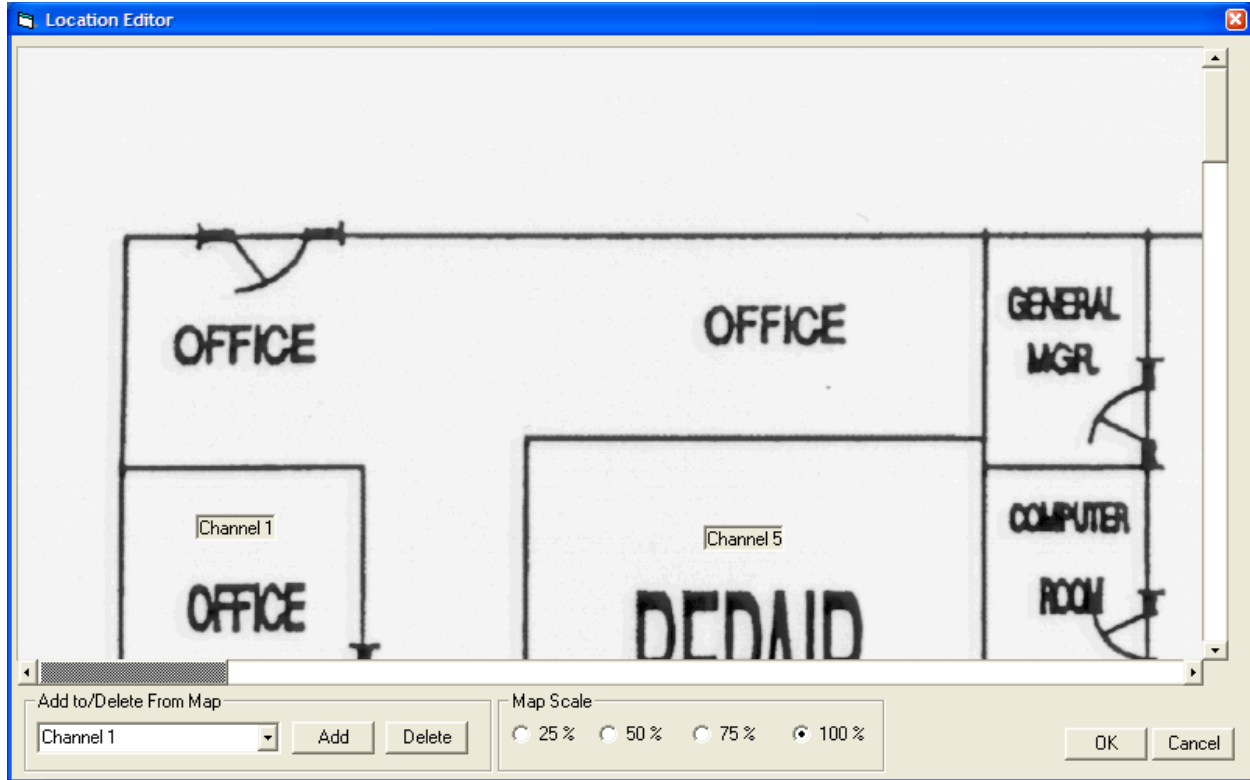 Location Editor
OFFICE
OFFICE
GENERAL
MGR.
Channel 1
Channel 5
COMPUTER
ROOM
OFFICE
REPAIR
Add to/Delete From Map
Channel 1
Add
Delete
Map Scale
25 %
50 %
75 %
100 %
OK
Cancel